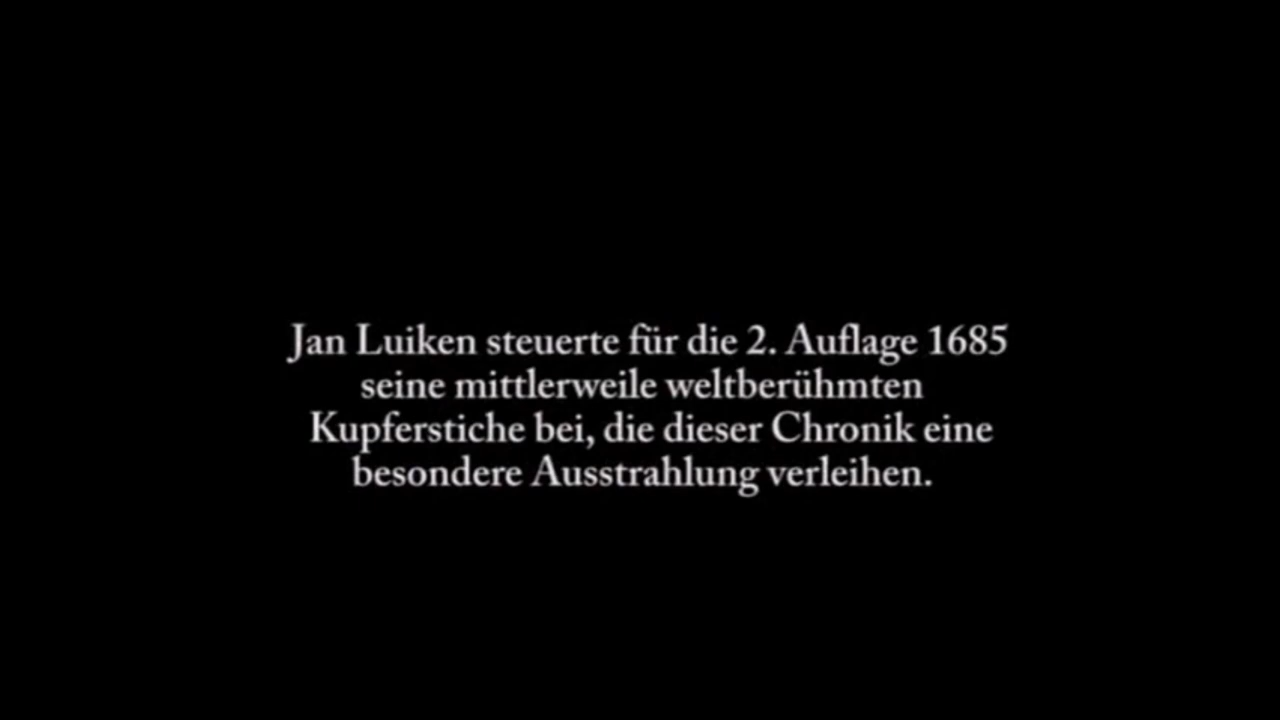 Jan Luiken steuerte für die 2. Auflage 1685
seine mittlerweile weltberühmten
Kupferstiche bei, die dieser Chronik eine
besondere Ausstrahlung verleihen.